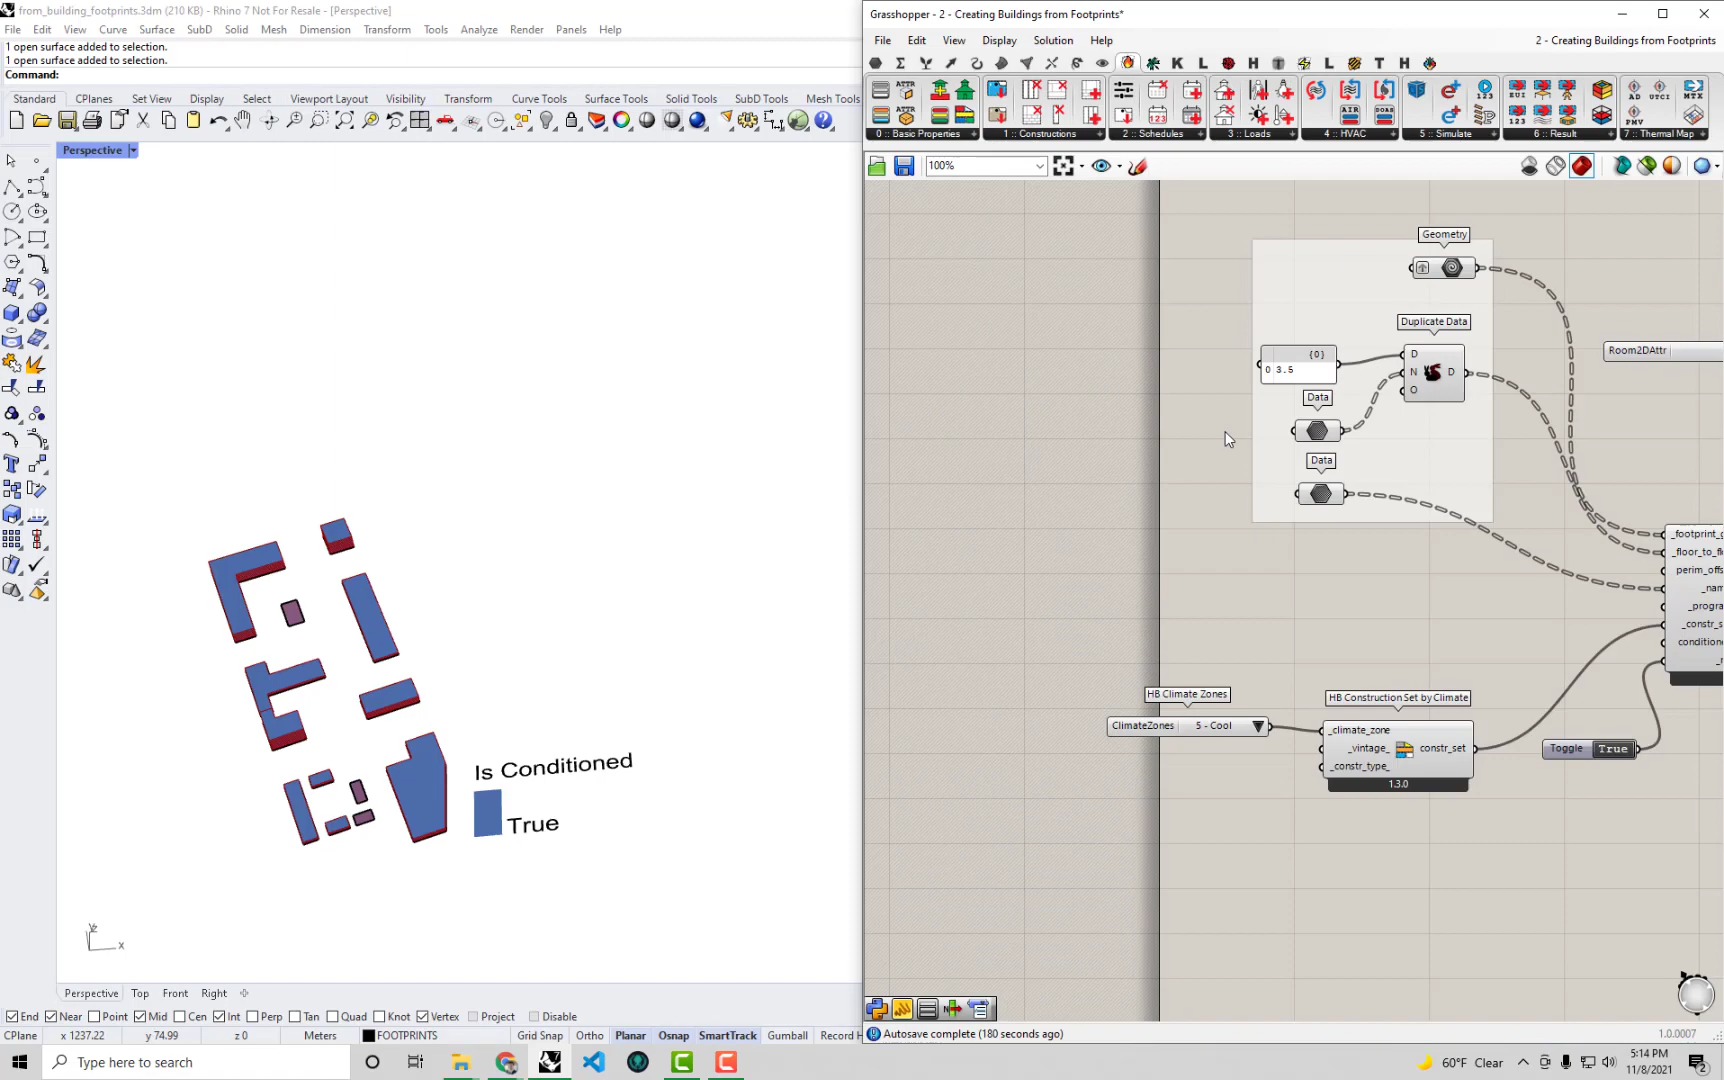 from_building_footprints.3dm (210 KB) - Rhino 7 Not For Resale - [Perspective]
File Edit View Curve Surface SubD Solid Mesh Dimension Transform Tools Analyze Render Panels Help
1 open surface added to selection.
1 open surface added to selection.
Command:
Standard CPlanes Set View Display Select Viewport Layout Visibility Transform Curve Tools Surface Tools Solid Tools SubD Tools Mesh Tools
Perspective
Is Conditioned
True
Perspective Top Front Right
End Near Point Mid Cen Int Perp Tan Quad Knot Vertex Project Disable
CPlane x 1237.22 y 74.99 z 0 Meters FOOTPRINTS Grid Snap Ortho Planar Osnap SmartTrack Gumball Record H
Grasshopper - 2 - Creating Buildings from Footprints*
File Edit View Display Solution Help
2 - Creating Buildings from Footprints
0 :: Basic Properties 1 :: Constructions 2 :: Schedules 3 :: Loads 4 :: HVAC 5 :: Simulate 6 :: Result 7 :: Thermal Map
100%
Geometry
Duplicate Data
{0}
0 3.5
D
N D
O
Data
Data
Room2DAttr
_footprint_g
_floor_to_fl
perim_offs
_nam
_progra
_constr_s
conditione
HB Climate Zones
ClimateZones 5 - Cool
HB Construction Set by Climate
_climate_zone
_vintage_ constr_set
_constr_type_
1.3.0
Toggle True
Autosave complete (180 seconds ago)
1.0.0007
Type here to search
60°F Clear
5:14 PM
11/8/2021